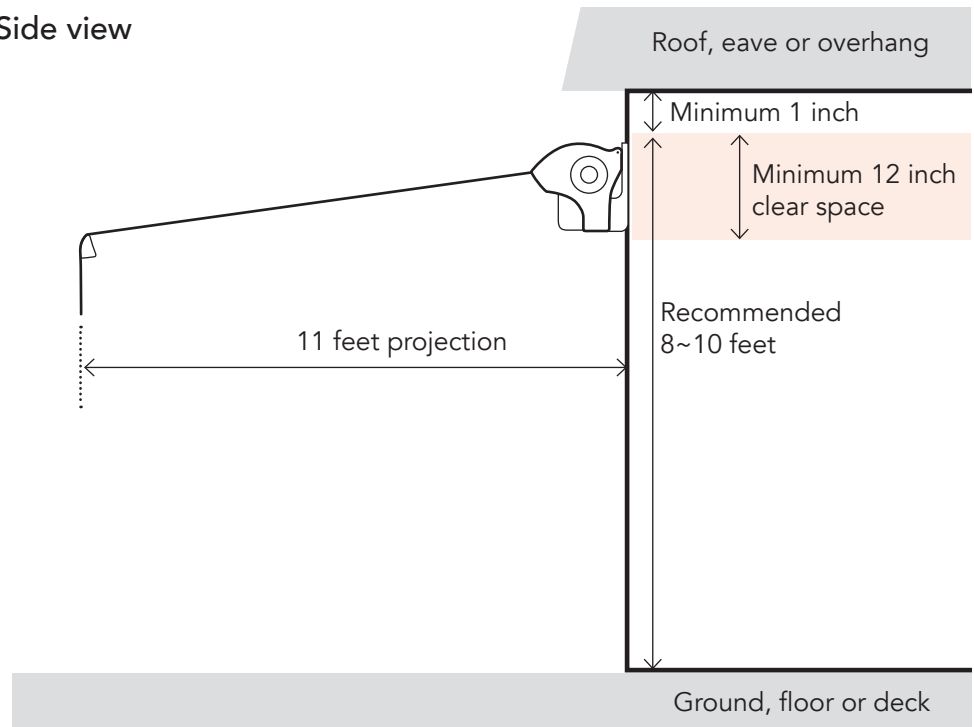 Side view
Roof, eave or overhang
Minimum 1 inch
Minimum 12 inch
clear space
Recommended
8~10 feet
11 feet projection
Ground, floor or deck